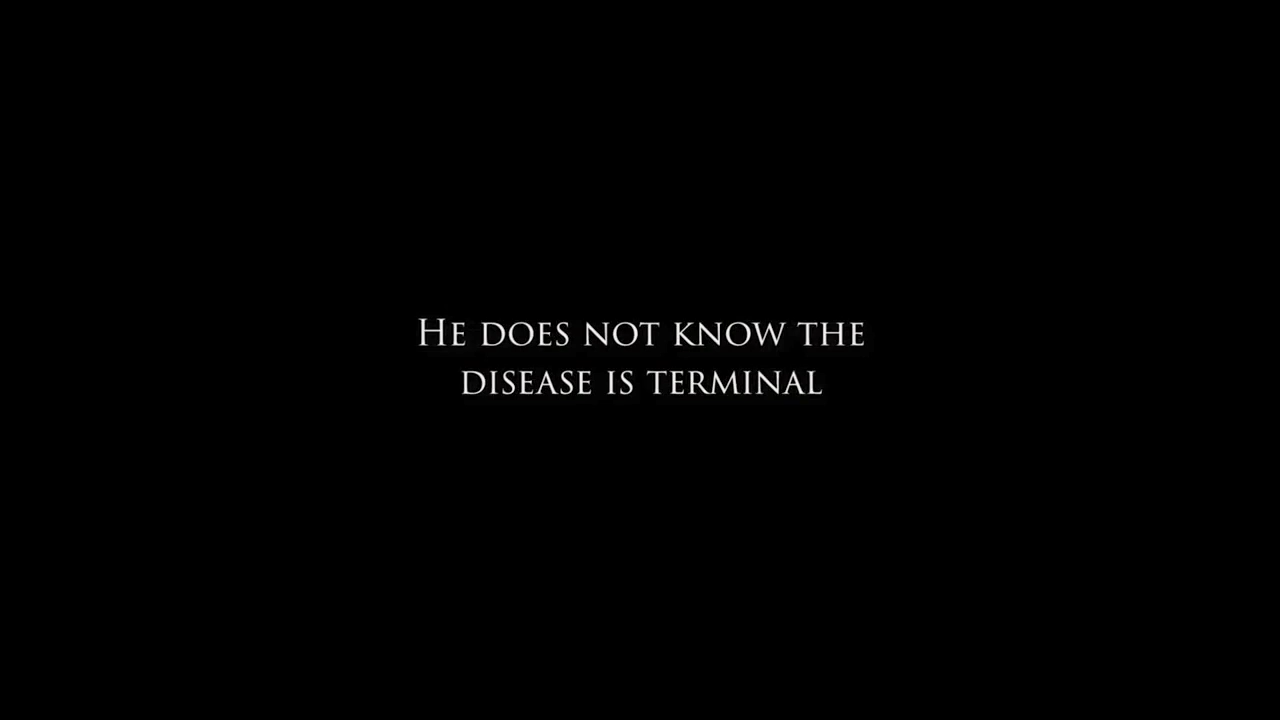 He does not know the
disease is terminal